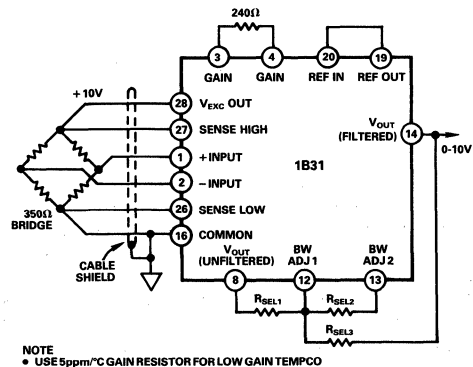 240Ω
3
4
20
19
GAIN
GAIN
REF IN
REF OUT
+10V
28
VEXC OUT
27
SENSE HIGH
1
+INPUT
2
−INPUT
26
SENSE LOW
16
COMMON
1B31
VOUT
(FILTERED)
14
0-10V
350Ω
BRIDGE
CABLE
SHIELD
VOUT
(UNFILTERED)
BW
ADJ 1
BW
ADJ 2
8
12
13
RSEL1
RSEL2
RSEL3
NOTE
• USE 5ppm/°C GAIN RESISTOR FOR LOW GAIN TEMPCO